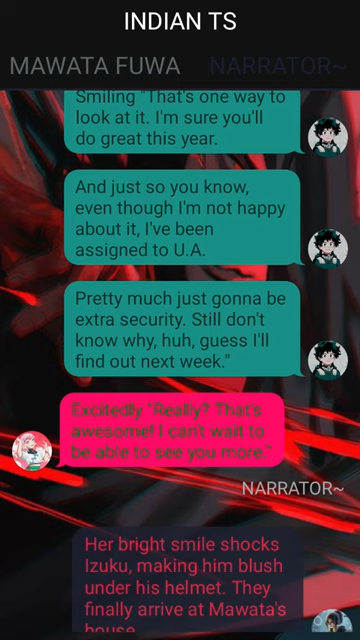 INDIAN TS
MAWATA FUWA NARRATOR~
Smiling "That's one way to
look at it. I'm sure you'll
do great this year.
And just so you know,
even though I'm not happy
about it, I've been
assigned to U.A.
Pretty much just gonna be
extra security. Still don't
know why, huh, guess I'll
find out next week."
Excitedly "Really? That's
awesome! I can't wait to
be able to see you more."
NARRATOR~
Her bright smile shocks
Izuku, making him blush
under his helmet. They
finally arrive at Mawata's
house